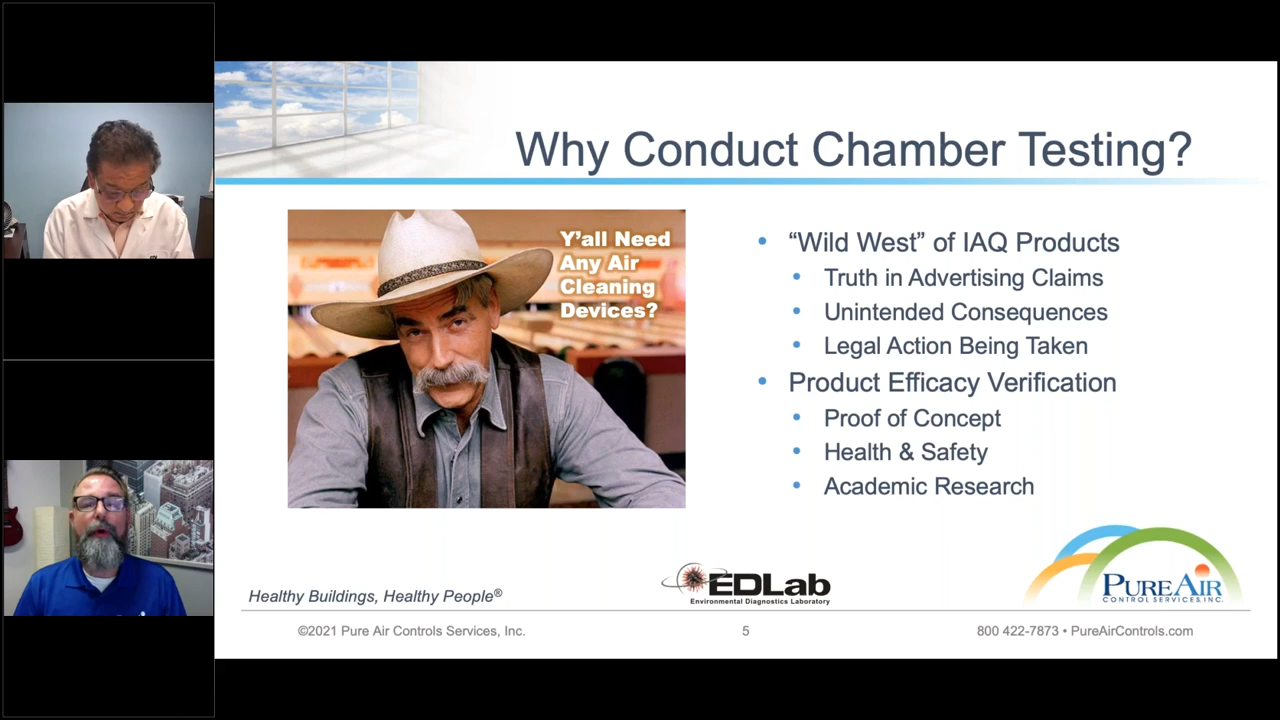 Why Conduct Chamber Testing?
Y’all Need
Any Air
Cleaning
Devices?
• “Wild West” of IAQ Products
• Truth in Advertising Claims
• Unintended Consequences
• Legal Action Being Taken
• Product Efficacy Verification
• Proof of Concept
• Health & Safety
• Academic Research
Healthy Buildings, Healthy People®
EDLab
Environmental Diagnostics Laboratory
PUREAIR
CONTROL SERVICES, INC.
©2021 Pure Air Controls Services, Inc.
5
800 422-7873 • PureAirControls.com